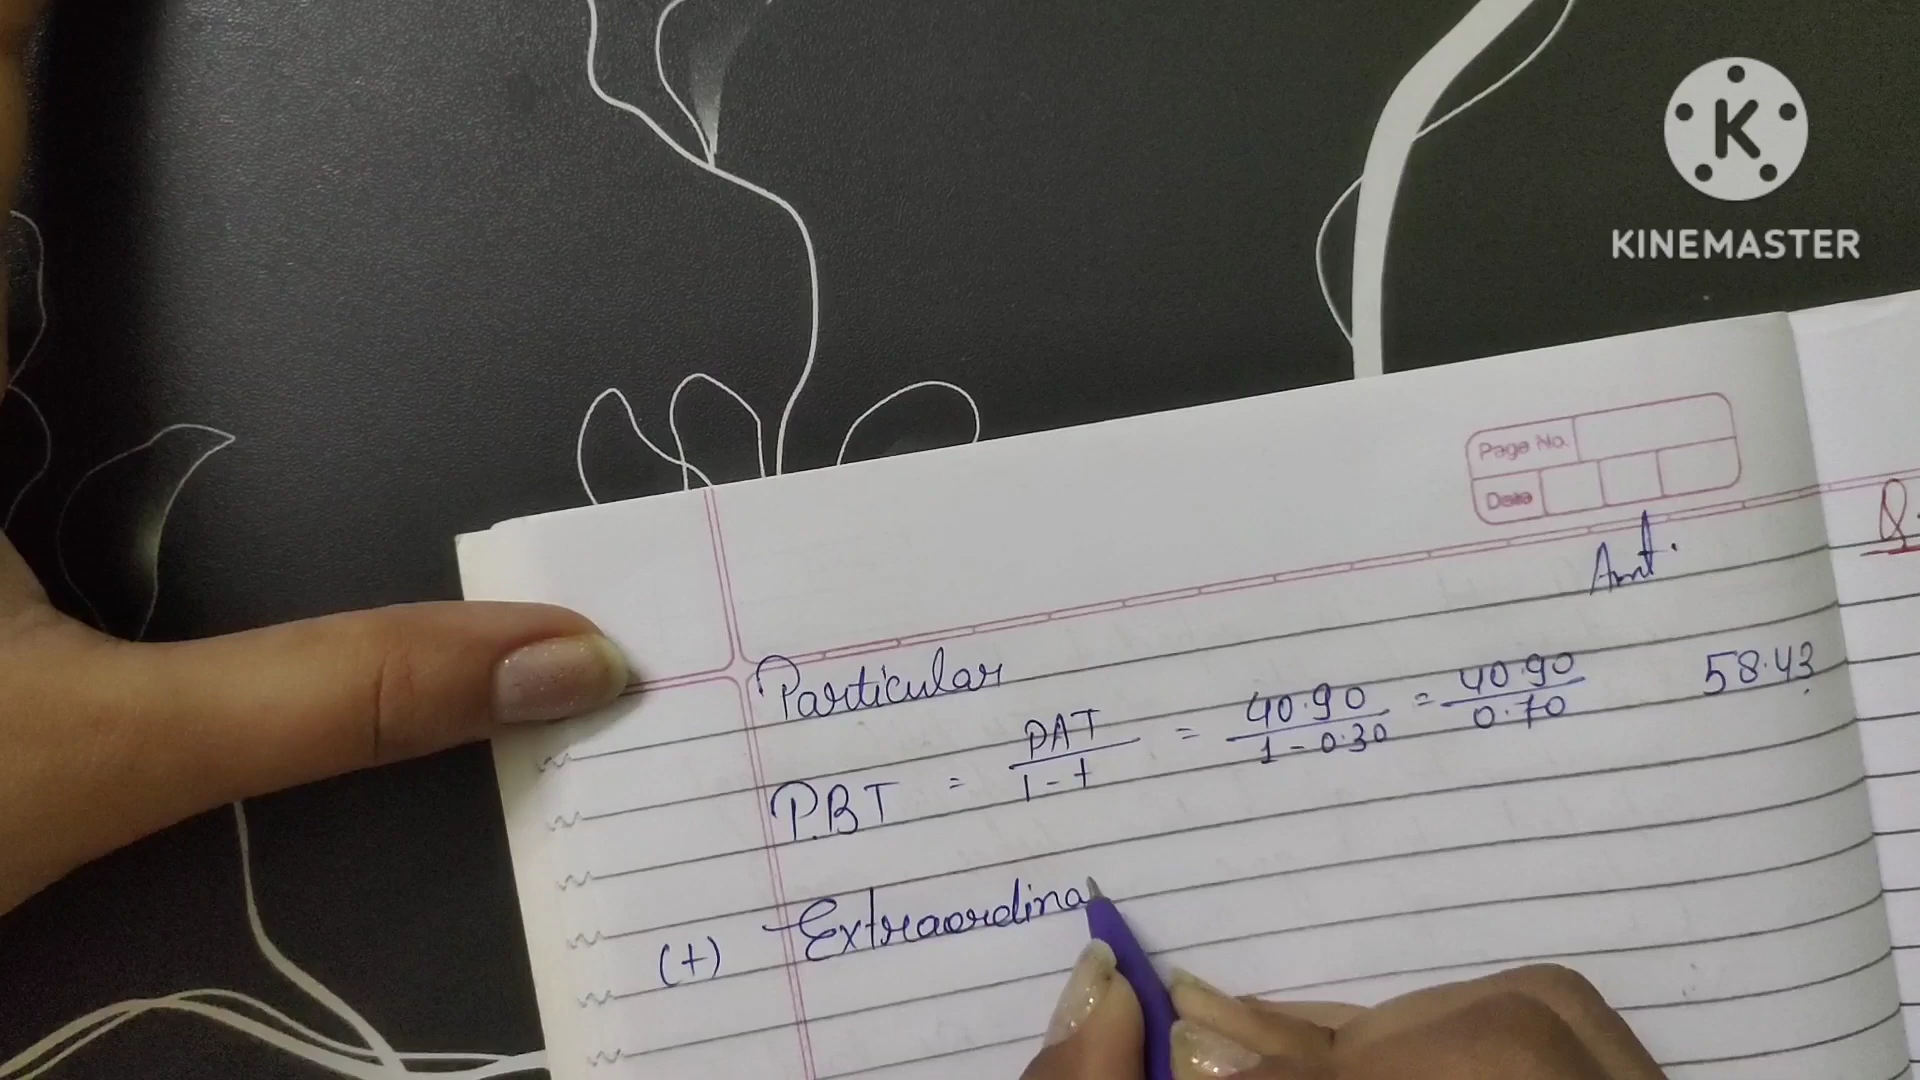 K
KINEMASTER
Page No.
Date
Amt.
Particular
P.B.T = PAT / 1 - t = 40.90 / 1 - 0.30 = 40.90 / 0.70 58.43
(+) Extraordina